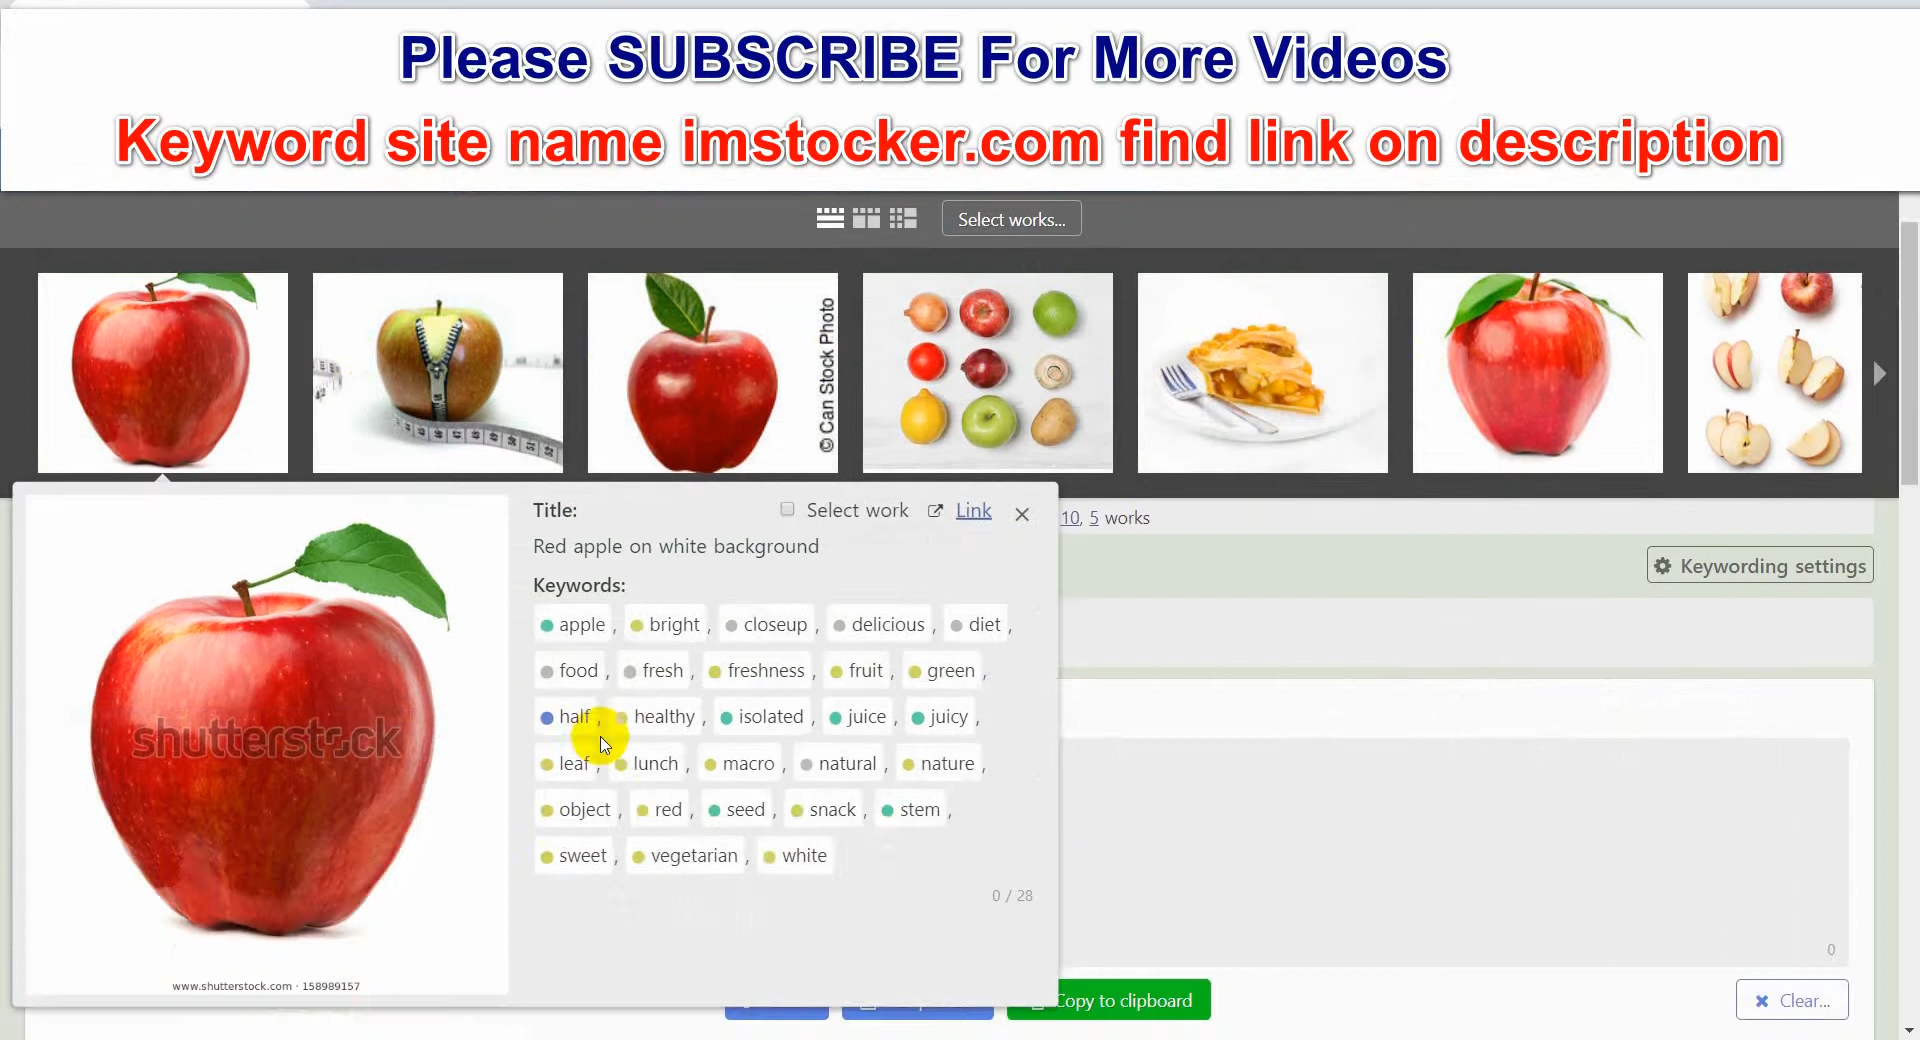 Please SUBSCRIBE For More Videos
Keyword site name imstocker.com find link on description
Select works...
© Can Stock Photo
Title:
Select work
Link
10, 5 works
Red apple on white background
Keywording settings
Keywords:
apple , bright , closeup , delicious , diet ,
food , fresh , freshness , fruit , green ,
half , healthy , isolated , juice , juicy ,
shutterstock
leaf , lunch , macro , natural , nature ,
object , red , seed , snack , stem ,
sweet , vegetarian , white
0 / 28
0
www.shutterstock.com · 158989157
Copy to clipboard
Clear...